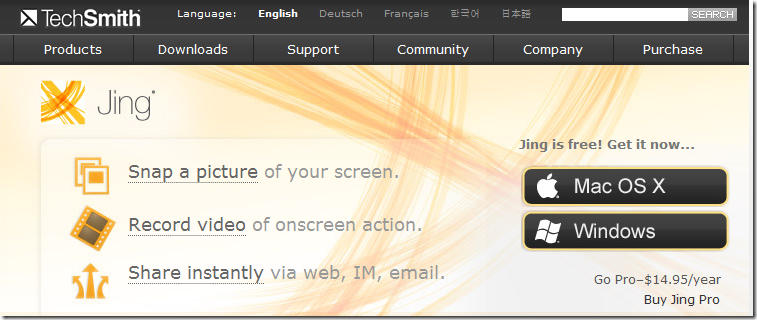 TechSmith Language: English Deutsch Français 한국어 日本語 SEARCH
Products Downloads Support Community Company Purchase
Jing
Jing is free! Get it now...
Snap a picture of your screen.
Mac OS X
Record video of onscreen action.
Windows
Share instantly via web, IM, email.
Go Pro–$14.95/year
Buy Jing Pro